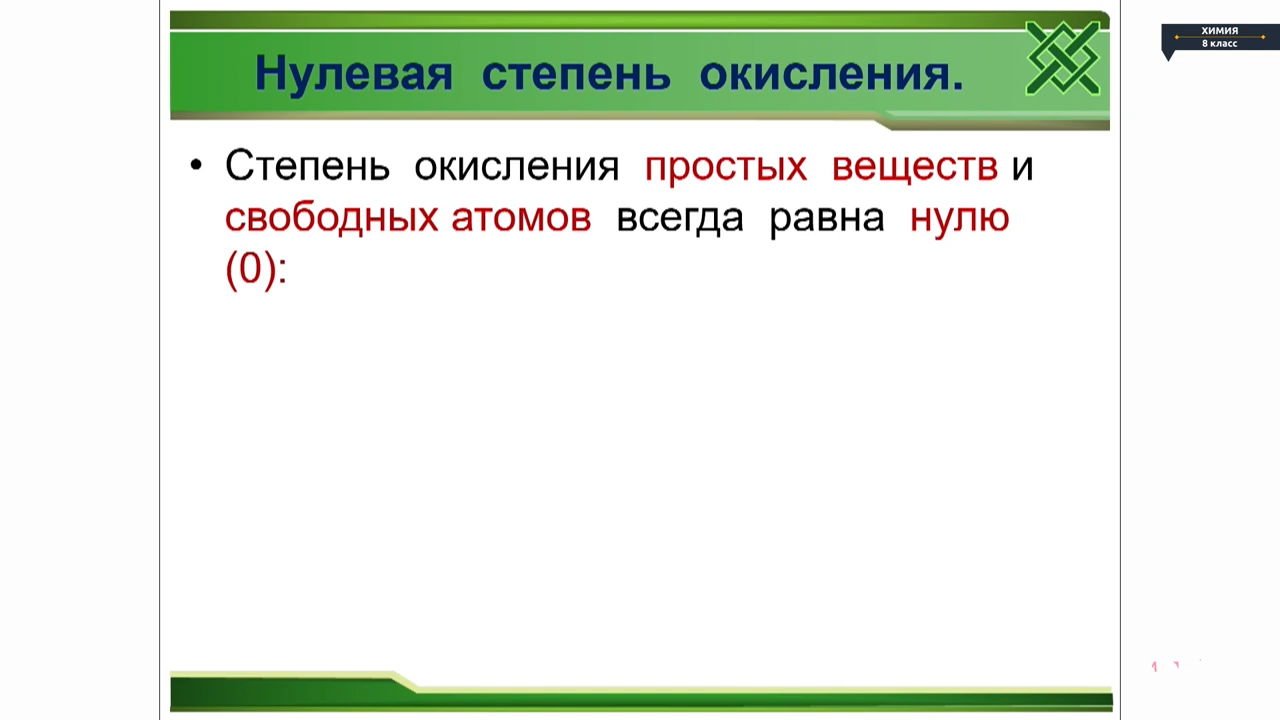 Нулевая степень окисления.
ХИМИЯ
8 класс
• Степень окисления простых веществ и
свободных атомов всегда равна нулю
(0):